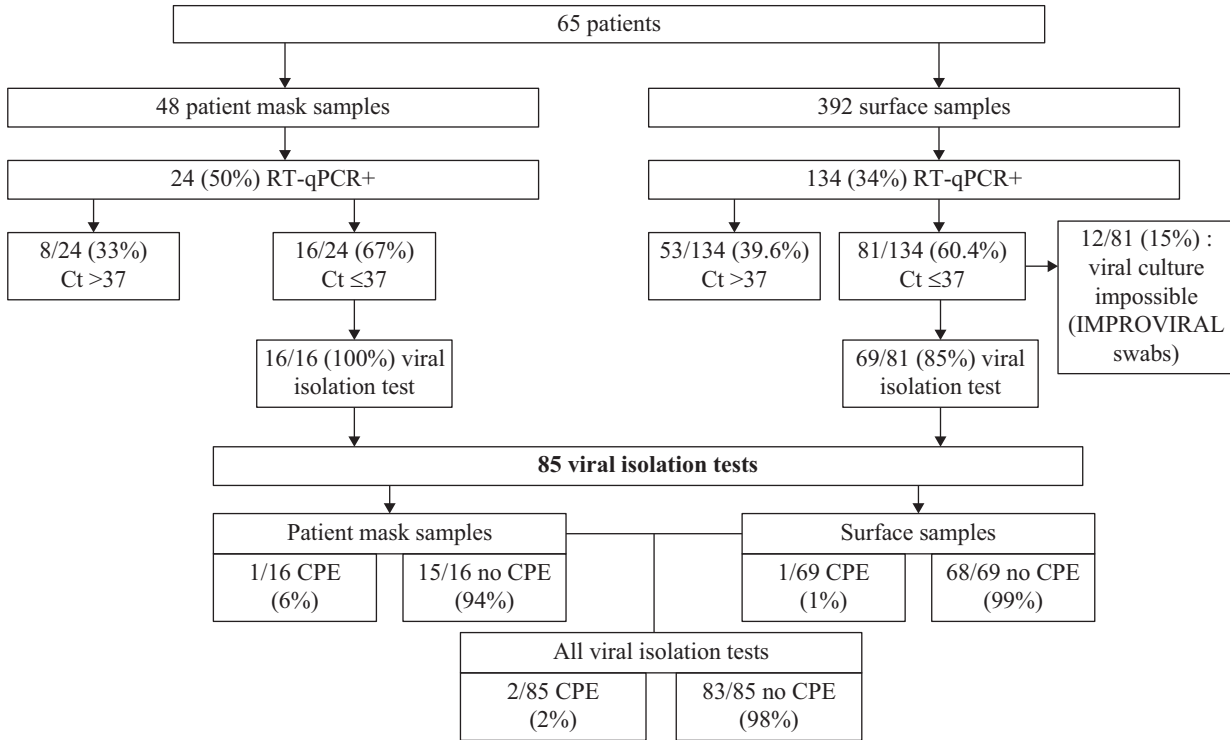 65 patients
48 patient mask samples
392 surface samples
24 (50%) RT-qPCR+
134 (34%) RT-qPCR+
8/24 (33%)
Ct >37
16/24 (67%)
Ct ≤37
53/134 (39.6%)
Ct >37
81/134 (60.4%)
Ct ≤37
12/81 (15%) :
viral culture
impossible
(IMPROVIRAL
swabs)
16/16 (100%) viral
isolation test
69/81 (85%) viral
isolation test
85 viral isolation tests
Patient mask samples
1/16 CPE
(6%)
15/16 no CPE
(94%)
Surface samples
1/69 CPE
(1%)
68/69 no CPE
(99%)
All viral isolation tests
2/85 CPE
(2%)
83/85 no CPE
(98%)